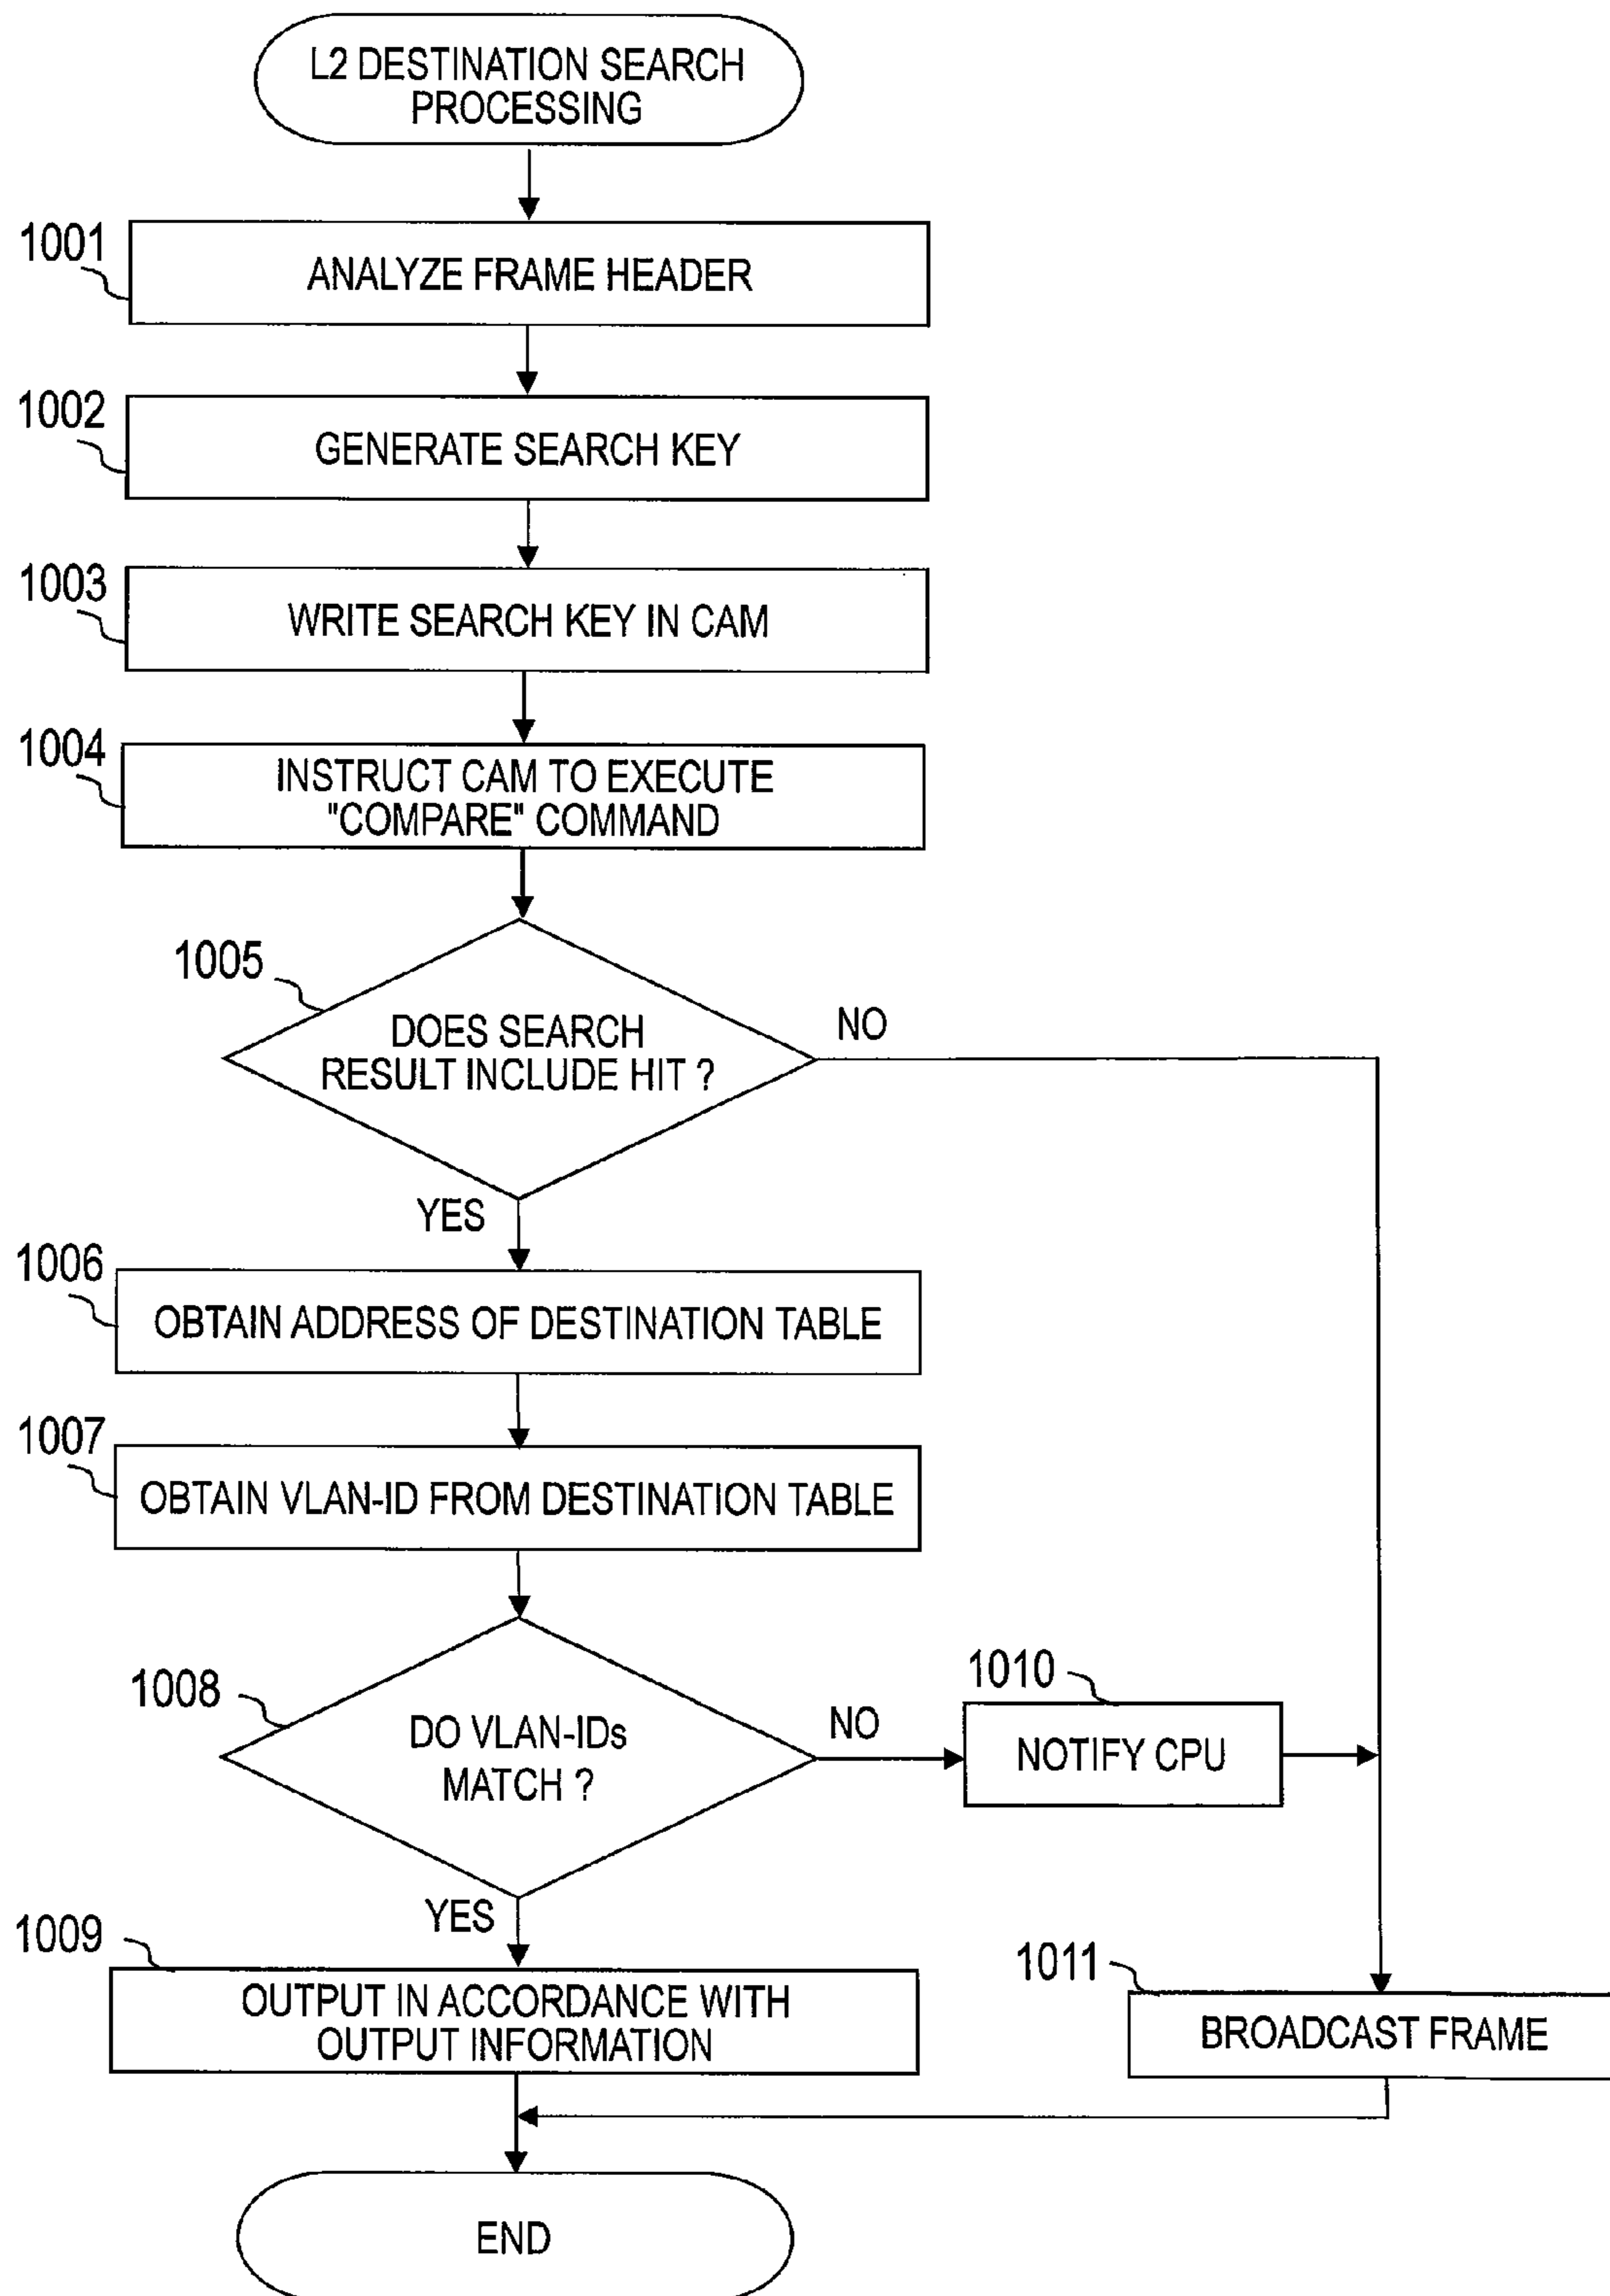 L2 DESTINATION SEARCH
PROCESSING
1001
ANALYZE FRAME HEADER
1002
GENERATE SEARCH KEY
1003
WRITE SEARCH KEY IN CAM
1004
INSTRUCT CAM TO EXECUTE
"COMPARE" COMMAND
1005
DOES SEARCH
RESULT INCLUDE HIT ?
NO
YES
1006
OBTAIN ADDRESS OF DESTINATION TABLE
1007
OBTAIN VLAN-ID FROM DESTINATION TABLE
1008
DO VLAN-IDs
MATCH ?
NO
1010
NOTIFY CPU
YES
1009
OUTPUT IN ACCORDANCE WITH
OUTPUT INFORMATION
1011
BROADCAST FRAME
END